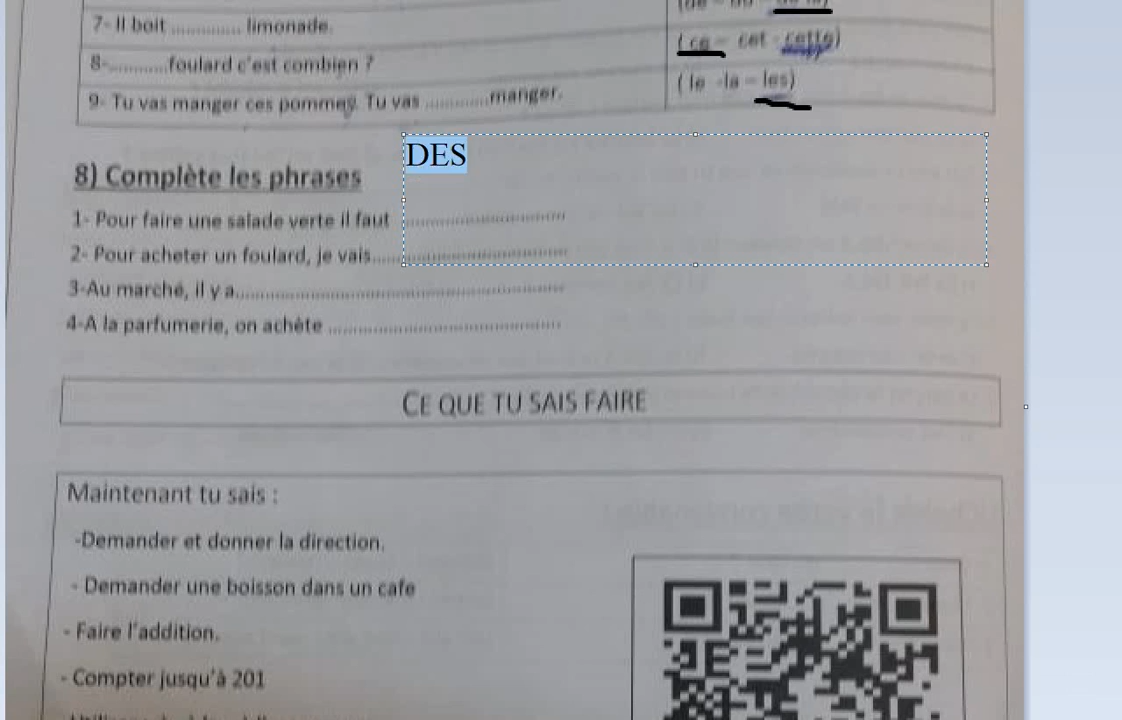 7- Il boit .............. limonade.
( ce – cet - cette)
8-............foulard c'est combien ?
( le -la – les)
9- Tu vas manger ces pommes. Tu vas .............manger.
DES
8) Complète les phrases
1- Pour faire une salade verte il faut ................................
2- Pour acheter un foulard, je vais.......................................
3-Au marché, il y a................................................................
4-A la parfumerie, on achète .............................................
CE QUE TU SAIS FAIRE
Maintenant tu sais :
-Demander et donner la direction.
- Demander une boisson dans un cafe
- Faire l'addition.
- Compter jusqu'à 201